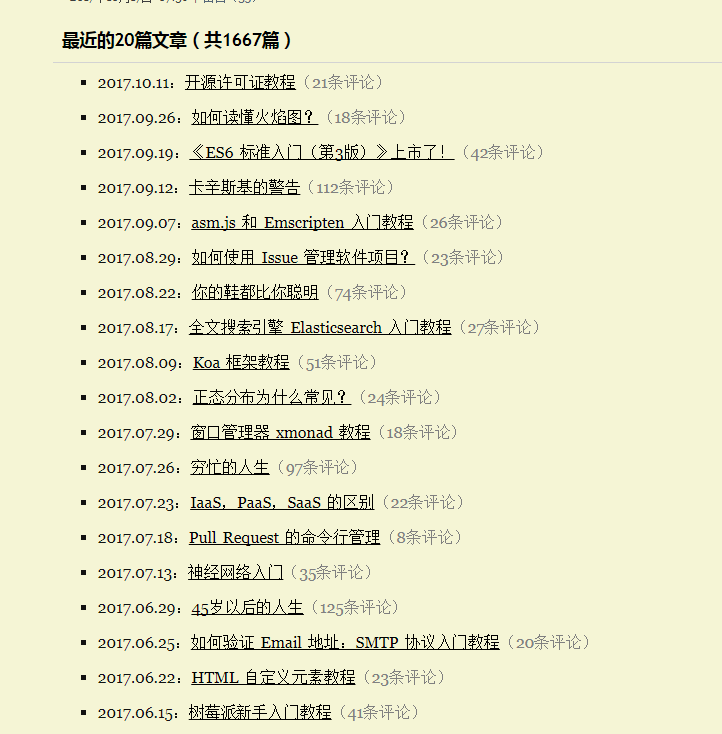 最近的20篇文章（共1667篇）
2017.10.11：开源许可证教程（21条评论）
2017.09.26：如何读懂火焰图？（18条评论）
2017.09.19：《ES6 标准入门（第3版）》上市了！（42条评论）
2017.09.12：卡辛斯基的警告（112条评论）
2017.09.07：asm.js 和 Emscripten 入门教程（26条评论）
2017.08.29：如何使用 Issue 管理软件项目？（23条评论）
2017.08.22：你的鞋都比你聪明（74条评论）
2017.08.17：全文搜索引擎 Elasticsearch 入门教程（27条评论）
2017.08.09：Koa 框架教程（51条评论）
2017.08.02：正态分布为什么常见？（24条评论）
2017.07.29：窗口管理器 xmonad 教程（18条评论）
2017.07.26：穷忙的人生（97条评论）
2017.07.23：IaaS，PaaS，SaaS 的区别（22条评论）
2017.07.18：Pull Request 的命令行管理（8条评论）
2017.07.13：神经网络入门（35条评论）
2017.06.29：45岁以后的人生（125条评论）
2017.06.25：如何验证 Email 地址：SMTP 协议入门教程（20条评论）
2017.06.22：HTML 自定义元素教程（23条评论）
2017.06.15：树莓派新手入门教程（41条评论）